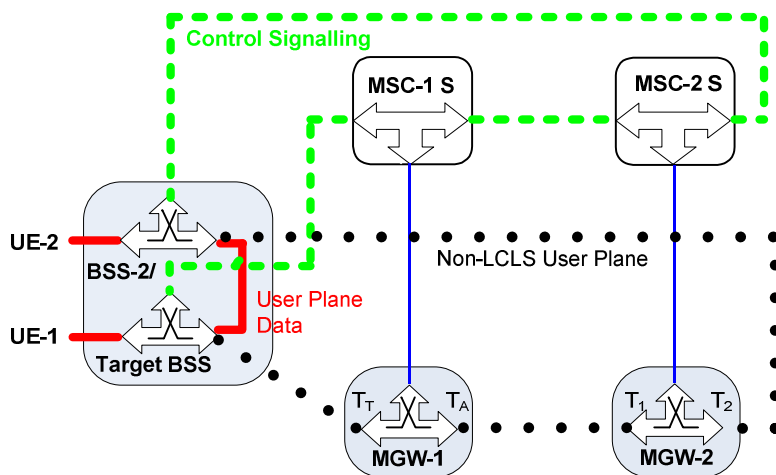 Control Signalling
MSC-1 S
MSC-2 S
UE-2
BSS-2/
Non-LCLS User Plane
User Plane
Data
UE-1
Target BSS
TT
TA
T1
T2
MGW-1
MGW-2